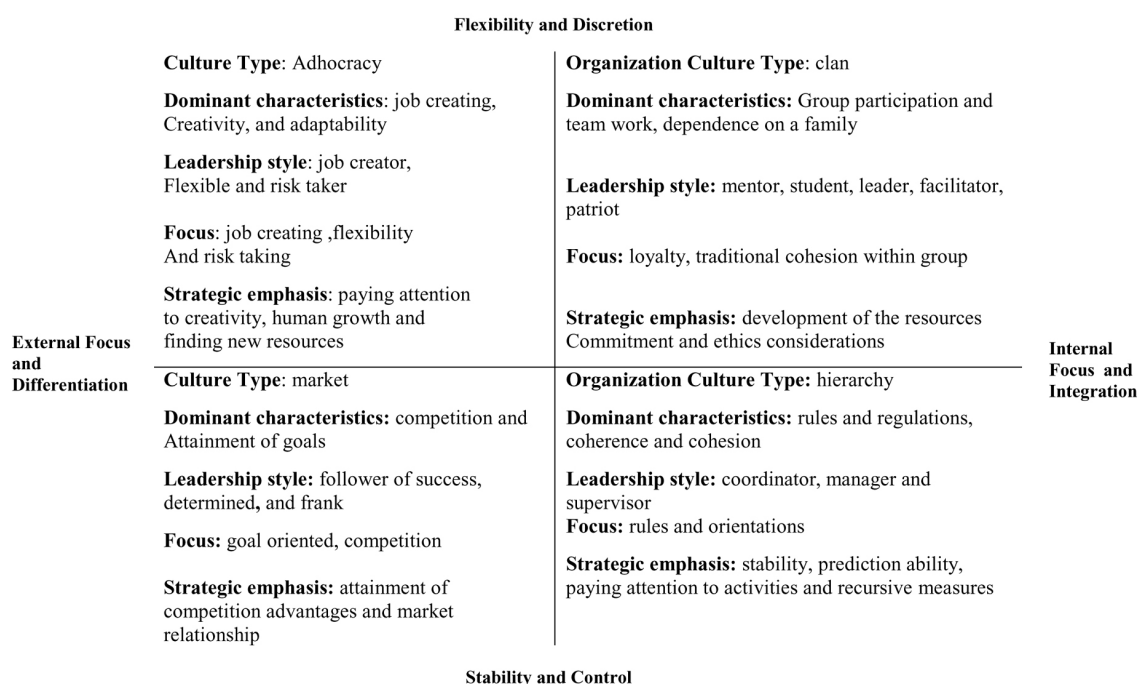 Flexibility and Discretion
Culture Type: Adhocracy
Dominant characteristics: job creating,
Creativity, and adaptability
Leadership style: job creator,
Flexible and risk taker
Focus: job creating ,flexibility
And risk taking
Strategic emphasis: paying attention
to creativity, human growth and
finding new resources
Organization Culture Type: clan
Dominant characteristics: Group participation and
team work, dependence on a family
Leadership style: mentor, student, leader, facilitator,
patriot
Focus: loyalty, traditional cohesion within group
Strategic emphasis: development of the resources
Commitment and ethics considerations
External Focus
and
Differentiation
Internal
Focus and
Integration
Culture Type: market
Dominant characteristics: competition and
Attainment of goals
Leadership style: follower of success,
determined, and frank
Focus: goal oriented, competition
Strategic emphasis: attainment of
competition advantages and market
relationship
Organization Culture Type: hierarchy
Dominant characteristics: rules and regulations,
coherence and cohesion
Leadership style: coordinator, manager and
supervisor
Focus: rules and orientations
Strategic emphasis: stability, prediction ability,
paying attention to activities and recursive measures
Stability and Control